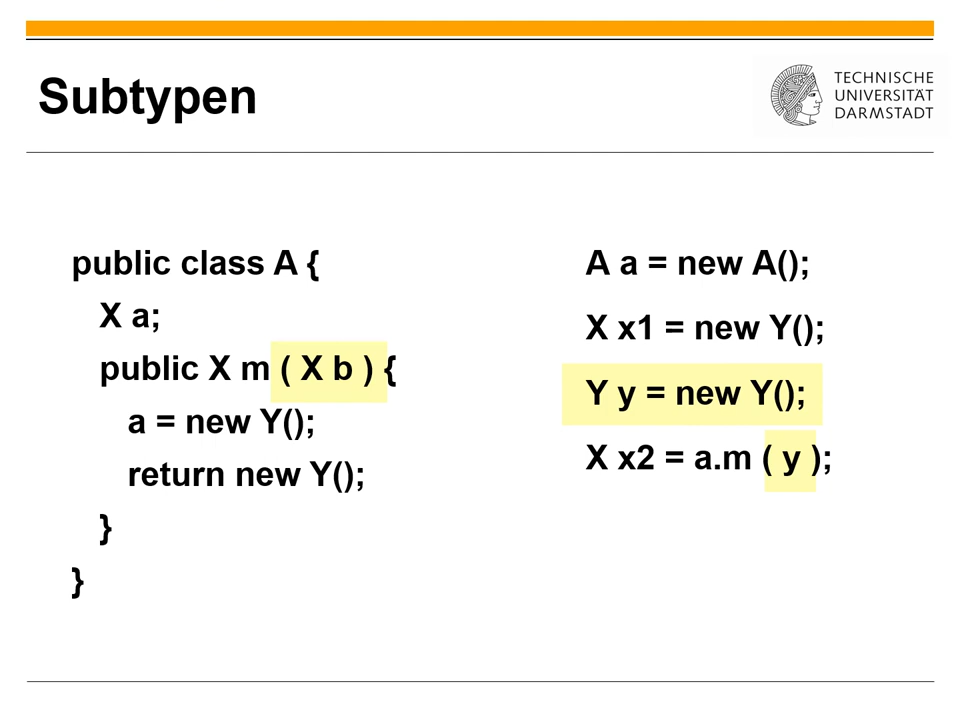 Subtypen
TECHNISCHE
UNIVERSITÄT
DARMSTADT
public class A {
X a;
public X m ( X b ) {
a = new Y();
return new Y();
}
}
A a = new A();
X x1 = new Y();
Y y = new Y();
X x2 = a.m ( y );